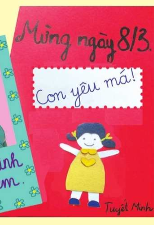 Mừng ngày 8/3.
Con yêu má!
Tuyết Minh